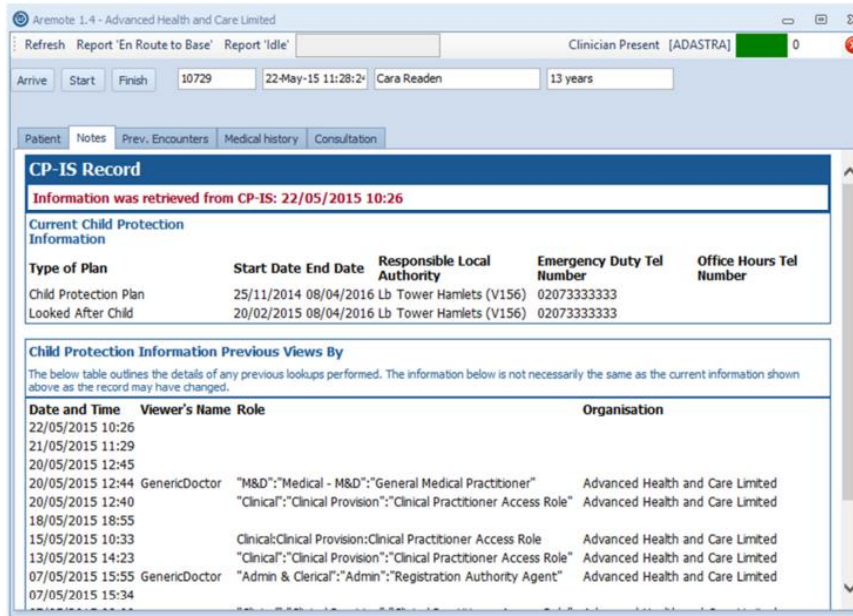 Aremote 1.4 - Advanced Health and Care Limited
Refresh Report 'En Route to Base' Report 'Idle' Clinician Present [ADASTRA] 0
Arrive Start Finish 10729 22-May-15 11:28:2 Cara Readen 13 years
Patient Notes Prev. Encounters Medical history Consultation
CP-IS Record
Information was retrieved from CP-IS: 22/05/2015 10:26
Current Child Protection
Information
Type of Plan Start Date End Date Responsible Local Authority Emergency Duty Tel Number Office Hours Tel Number
Child Protection Plan 25/11/2014 08/04/2016 Lb Tower Hamlets (V156) 02073333333
Looked After Child 20/02/2015 08/04/2016 Lb Tower Hamlets (V156) 02073333333
Child Protection Information Previous Views By
The below table outlines the details of any previous lookups performed. The information below is not necessarily the same as the current information shown
above as the record may have changed.
Date and Time Viewer's Name Role Organisation
22/05/2015 10:26
21/05/2015 11:29
20/05/2015 12:45
20/05/2015 12:44 GenericDoctor "M&D":"Medical - M&D":"General Medical Practitioner" Advanced Health and Care Limited
20/05/2015 12:40 "Clinical":"Clinical Provision":"Clinical Practitioner Access Role" Advanced Health and Care Limited
18/05/2015 18:55
15/05/2015 10:33 Clinical:Clinical Provision:Clinical Practitioner Access Role Advanced Health and Care Limited
13/05/2015 14:23 "Clinical":"Clinical Provision":"Clinical Practitioner Access Role" Advanced Health and Care Limited
07/05/2015 15:55 GenericDoctor "Admin & Clerical":"Admin":"Registration Authority Agent" Advanced Health and Care Limited
07/05/2015 15:34